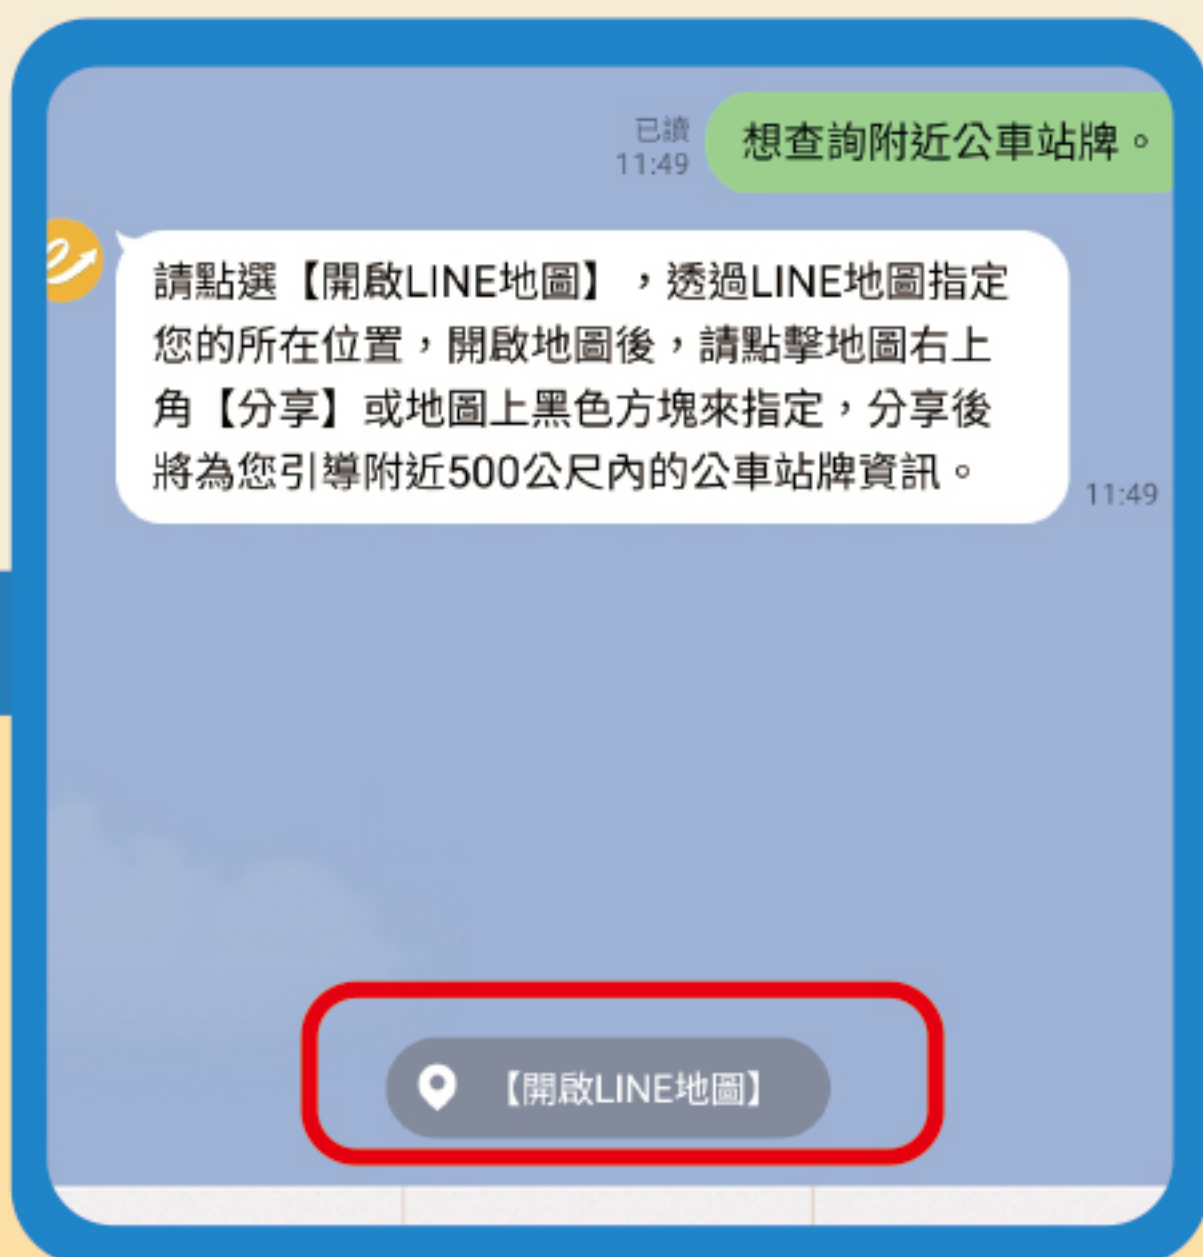 想查詢附近公車站牌。
已讀
11:49
請點選【開啟LINE地圖】，透過LINE地圖指定
您的所在位置，開啟地圖後，請點擊地圖右上
角【分享】或地圖上黑色方塊來指定，分享後
將為您引導附近500公尺內的公車站牌資訊。
11:49
【開啟LINE地圖】